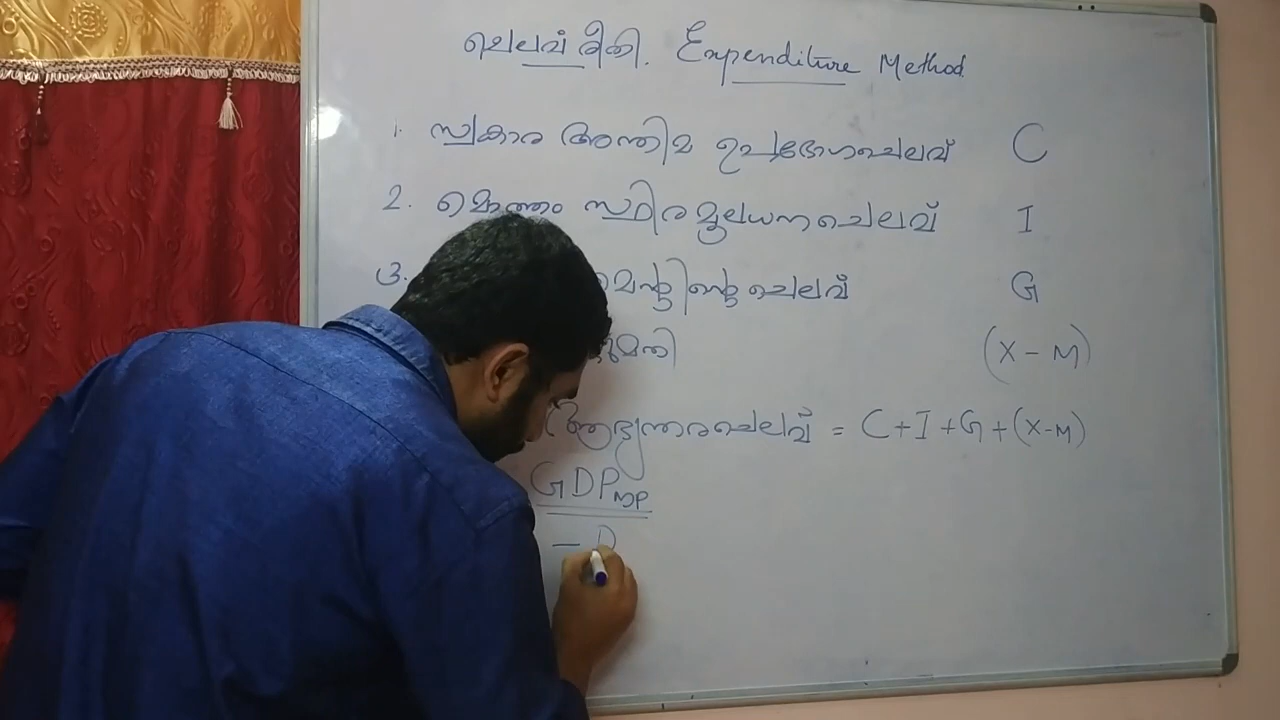 ചെലവ് രീതി. Expenditure Method
1. സ്വകാര്യ അന്തിമ ഉപഭോഗചെലവ് C
2. മൊത്തം സ്ഥിരമൂലധനചെലവ് I
3. ചെലവ് G
(X - M)
ആഭ്യന്തരചെലവ് = C+I+G+(X-M)
GDPMP
- D